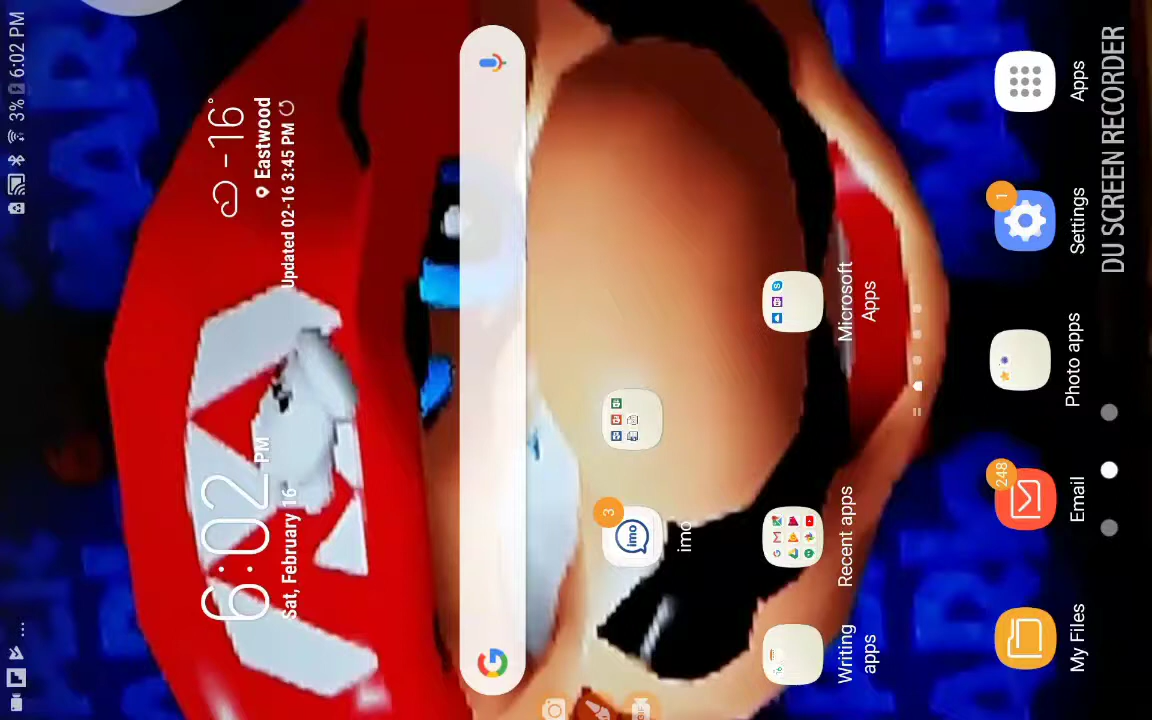 3% 6:02 PM
6:02 PM
Sat, February 16
-16°
Eastwood
Updated 02-16 3:45 PM
G
3
imo
imo
Writing
apps
Recent apps
Microsoft
Apps
My Files
248
Email
Photo apps
1
Settings
Apps
DU SCREEN RECORDER